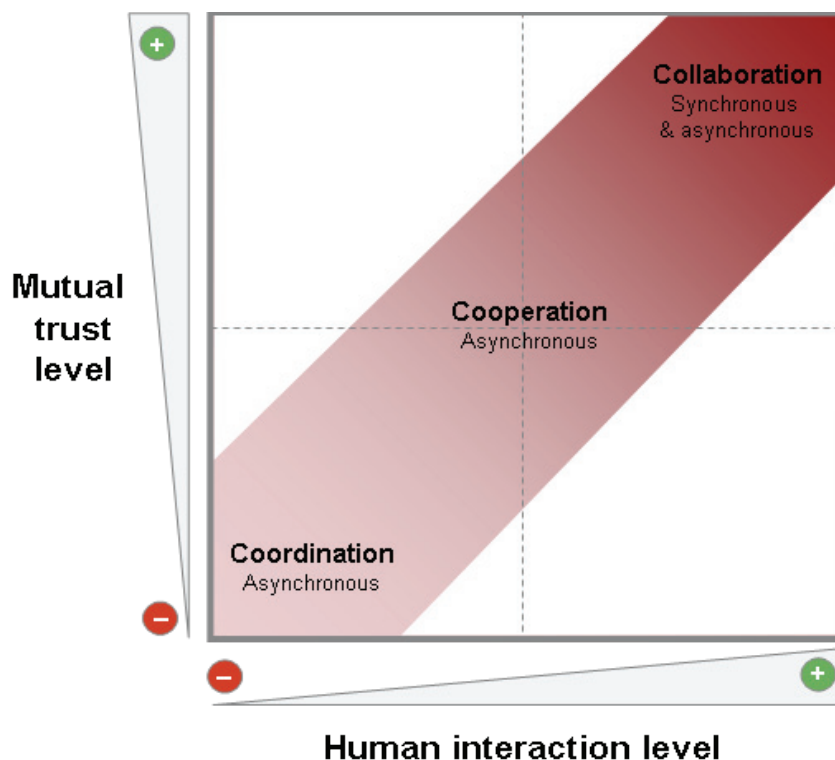 +
Collaboration
Synchronous
& asynchronous
Mutual
trust
level
Cooperation
Asynchronous
Coordination
Asynchronous
−
−
+
Human interaction level